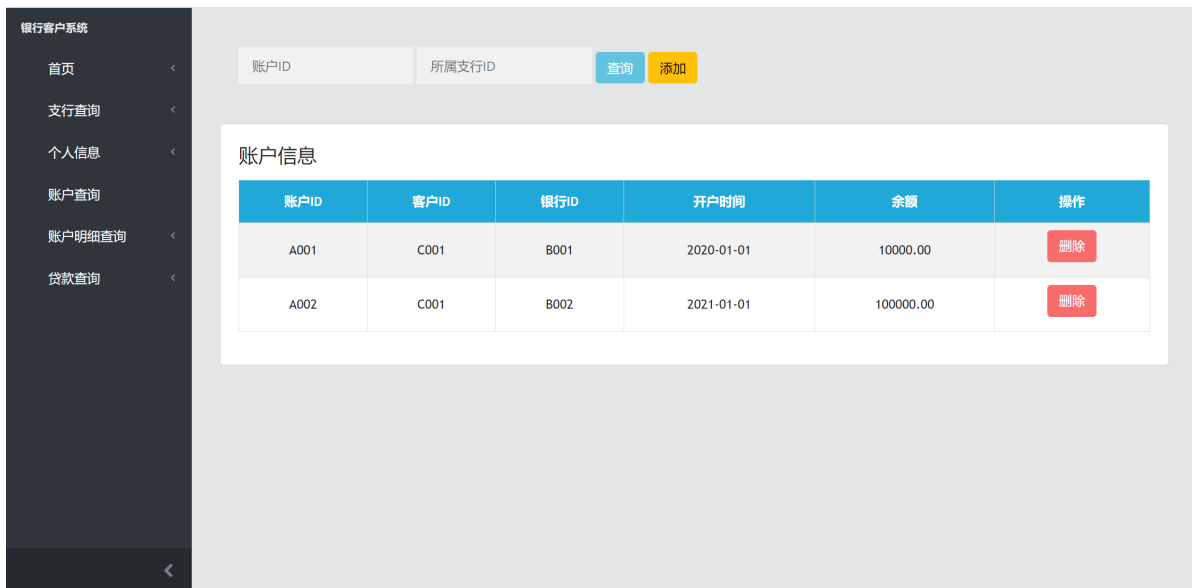 银行客户系统
首页
支行查询
个人信息
账户查询
账户明细查询
贷款查询
账户ID 所属支行ID 查询 添加
账户信息
账户ID 客户ID 银行ID 开户时间 余额 操作
A001 C001 B001 2020-01-01 10000.00 删除
A002 C001 B002 2021-01-01 100000.00 删除